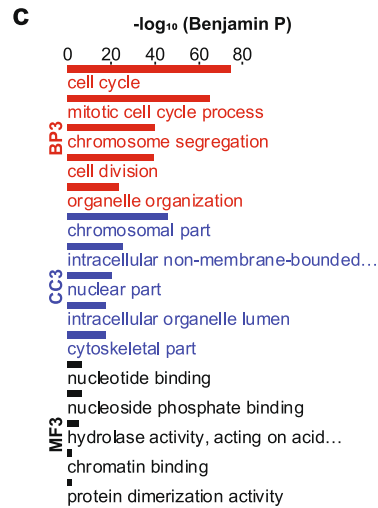 c
-log₁₀ (Benjamin P)
0 20 40 60 80
BP3
cell cycle
mitotic cell cycle process
chromosome segregation
cell division
organelle organization
CC3
chromosomal part
intracellular non-membrane-bounded…
nuclear part
intracellular organelle lumen
cytoskeletal part
MF3
nucleotide binding
nucleoside phosphate binding
hydrolase activity, acting on acid…
chromatin binding
protein dimerization activity